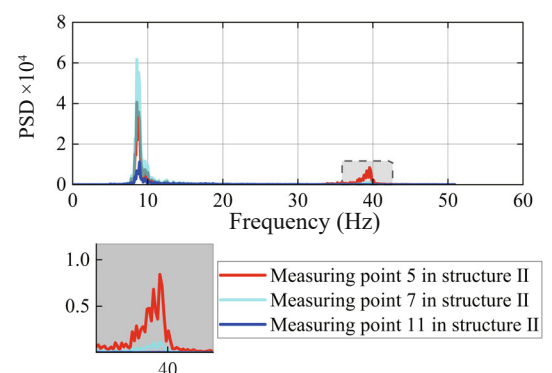 8
6
4
2
0
PSD ×10⁴
0 10 20 30 40 50 60
Frequency (Hz)
1.0
0.5
40
Measuring point 5 in structure II
Measuring point 7 in structure II
Measuring point 11 in structure II